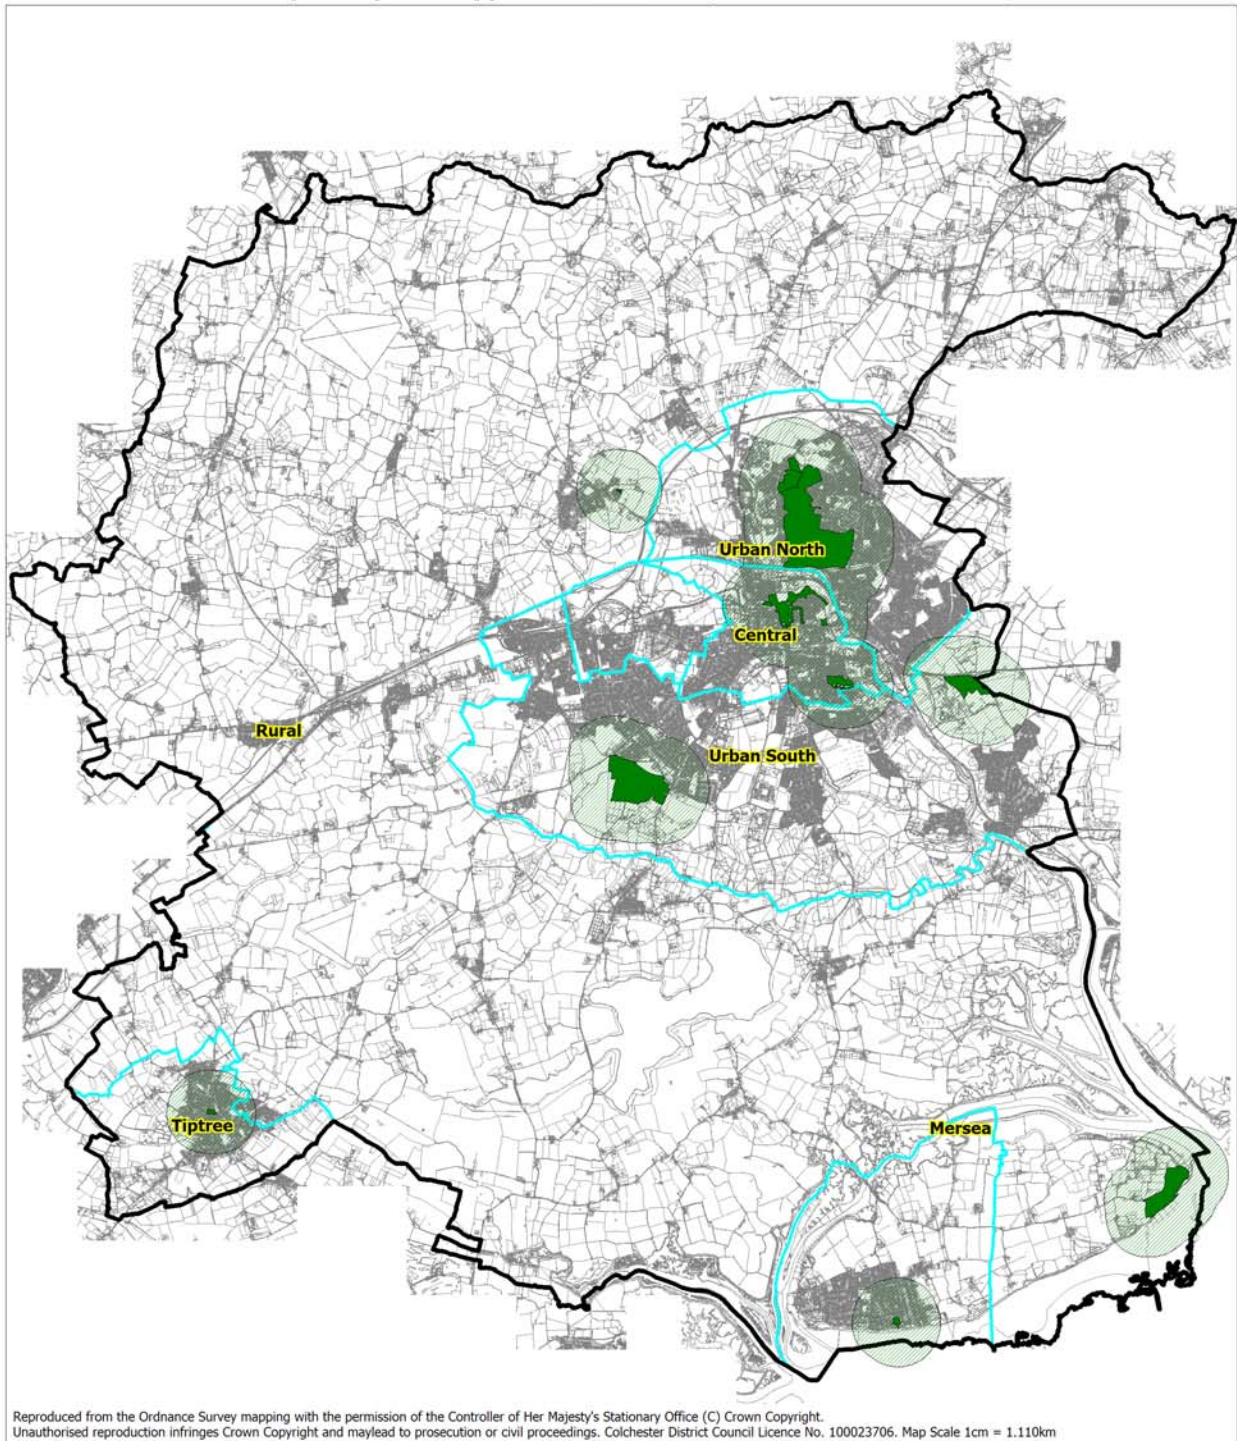 Urban North
Central
Rural
Urban South
Tiptree
Mersea
Reproduced from the Ordnance Survey mapping with the permission of the Controller of Her Majesty's Stationary Office (C) Crown Copyright.
Unauthorised reproduction infringes Crown Copyright and maylead to prosecution or civil proceedings. Colchester District Council Licence No. 100023706. Map Scale 1cm = 1.110km